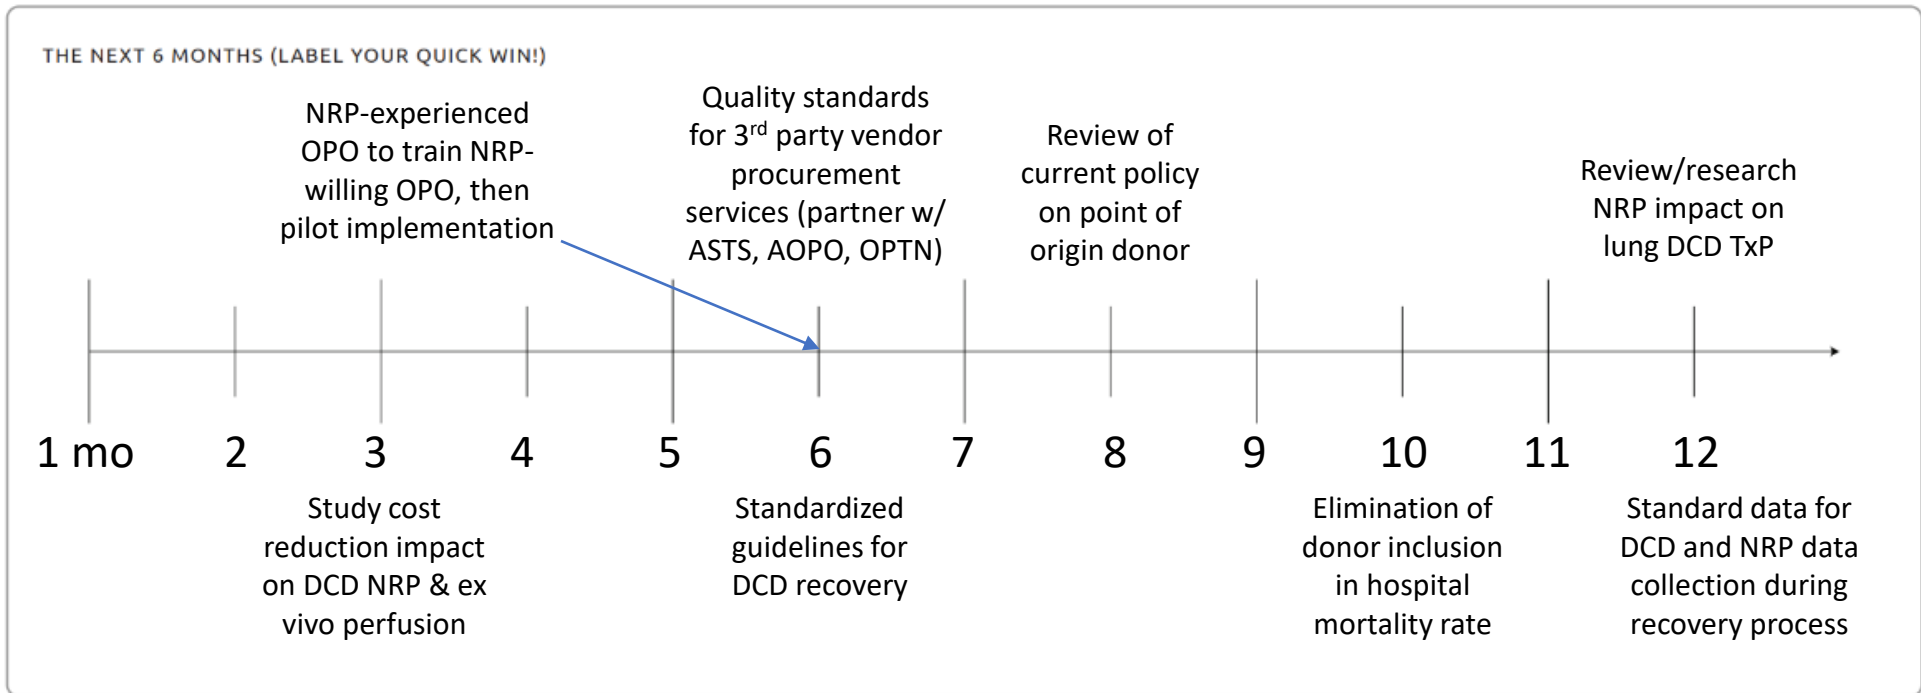 THE NEXT 6 MONTHS (LABEL YOUR QUICK WIN!)
NRP-experienced
OPO to train NRP-
willing OPO, then
pilot implementation
Quality standards
for 3rd party vendor
procurement
services (partner w/
ASTS, AOPO, OPTN)
Review of
current policy
on point of
origin donor
Review/research
NRP impact on
lung DCD TxP
1 mo 2 3 4 5 6 7 8 9 10 11 12
Study cost
reduction impact
on DCD NRP & ex
vivo perfusion
Standardized
guidelines for
DCD recovery
Elimination of
donor inclusion
in hospital
mortality rate
Standard data for
DCD and NRP data
collection during
recovery process